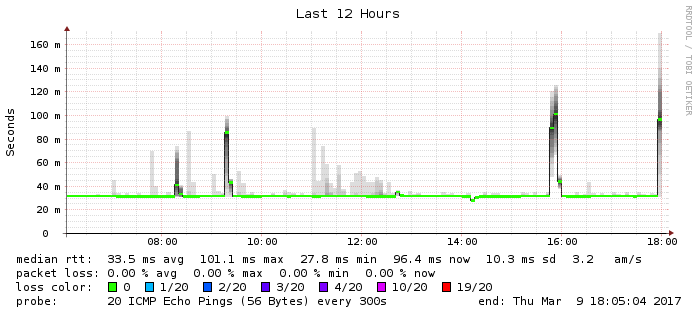 Last 12 Hours
RRDTOOL / TOBI OETIKER
Seconds
160 m
140 m
120 m
100 m
80 m
60 m
40 m
20 m
0
08:00 10:00 12:00 14:00 16:00 18:00
median rtt: 33.5 ms avg 101.1 ms max 27.8 ms min 96.4 ms now 10.3 ms sd 3.2 am/s
packet loss: 0.00 % avg 0.00 % max 0.00 % min 0.00 % now
loss color: 0 1/20 2/20 3/20 4/20 10/20 19/20
probe: 20 ICMP Echo Pings (56 Bytes) every 300s end: Thu Mar 9 18:05:04 2017